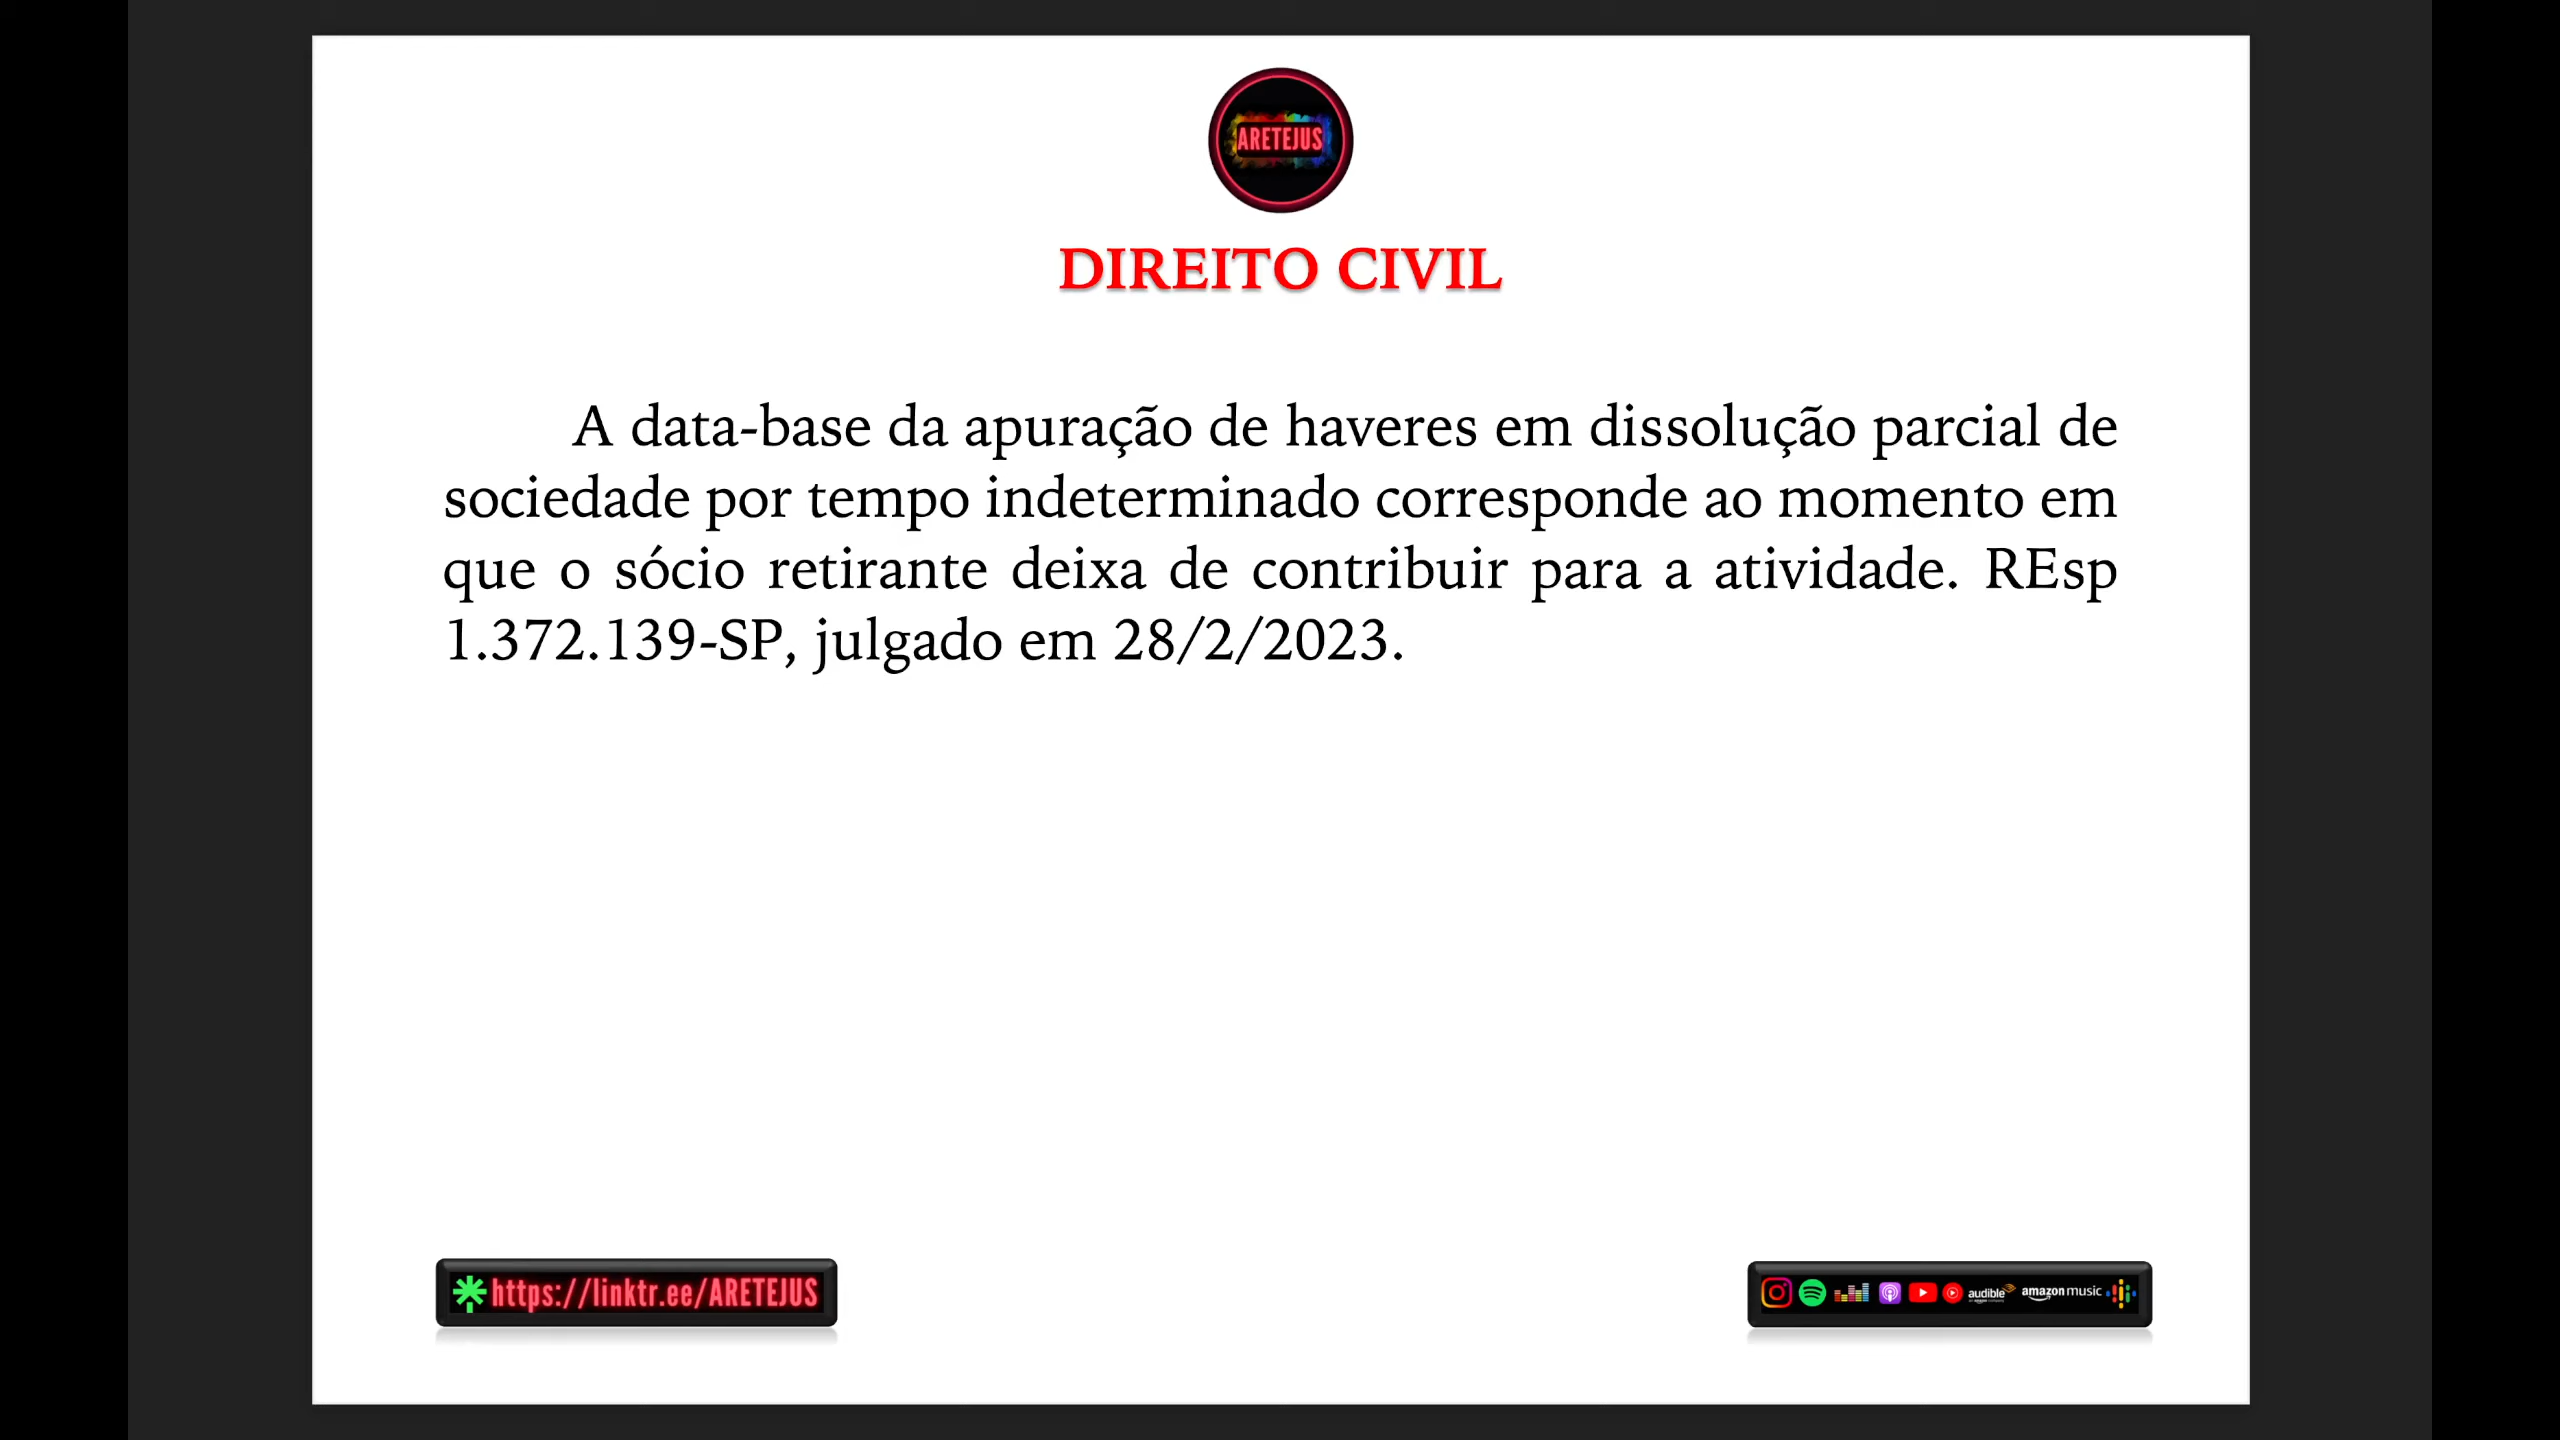 ARETEJUS
DIREITO CIVIL
A data-base da apuração de haveres em dissolução parcial de
sociedade por tempo indeterminado corresponde ao momento em
que o sócio retirante deixa de contribuir para a atividade. REsp
1.372.139-SP, julgado em 28/2/2023.
https://linktr.ee/ARETEJUS
audible amazon music